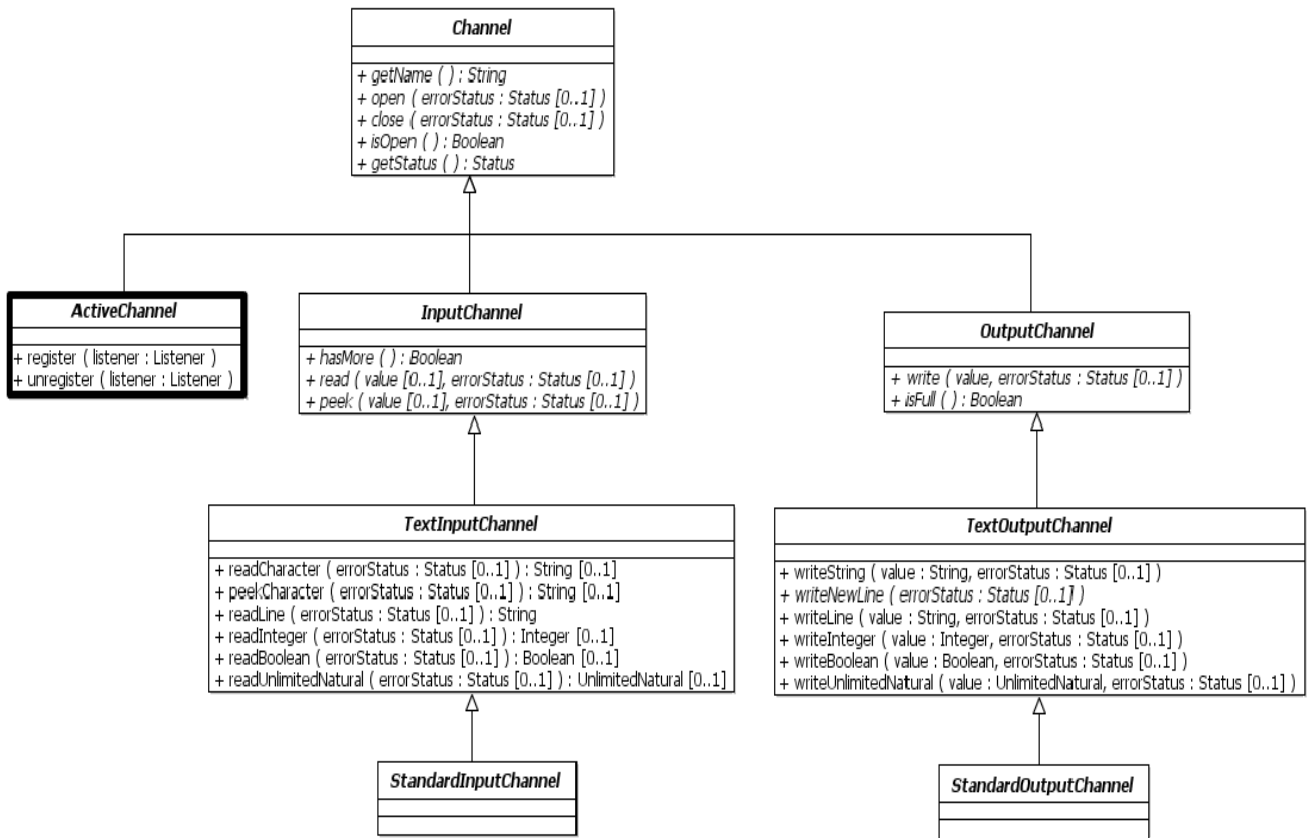 Channel
+ getName ( ) : String
+ open ( errorStatus : Status [0..1] )
+ close ( errorStatus : Status [0..1] )
+ isOpen ( ) : Boolean
+ getStatus ( ) : Status
ActiveChannel
+ register ( listener : Listener )
+ unregister ( listener : Listener )
InputChannel
+ hasMore ( ) : Boolean
+ read ( value [0..1], errorStatus : Status [0..1] )
+ peek ( value [0..1], errorStatus : Status [0..1] )
OutputChannel
+ write ( value, errorStatus : Status [0..1] )
+ isFull ( ) : Boolean
TextInputChannel
+ readCharacter ( errorStatus : Status [0..1] ) : String [0..1]
+ peekCharacter ( errorStatus : Status [0..1] ) : String [0..1]
+ readLine ( errorStatus : Status [0..1] ) : String
+ readInteger ( errorStatus : Status [0..1] ) : Integer [0..1]
+ readBoolean ( errorStatus : Status [0..1] ) : Boolean [0..1]
+ readUnlimitedNatural ( errorStatus : Status [0..1] ) : UnlimitedNatural [0..1]
TextOutputChannel
+ writeString ( value : String, errorStatus : Status [0..1] )
+ writeNewLine ( errorStatus : Status [0..1] )
+ writeLine ( value : String, errorStatus : Status [0..1] )
+ writeInteger ( value : Integer, errorStatus : Status [0..1] )
+ writeBoolean ( value : Boolean, errorStatus : Status [0..1] )
+ writeUnlimitedNatural ( value : UnlimitedNatural, errorStatus : Status [0..1] )
StandardInputChannel
StandardOutputChannel